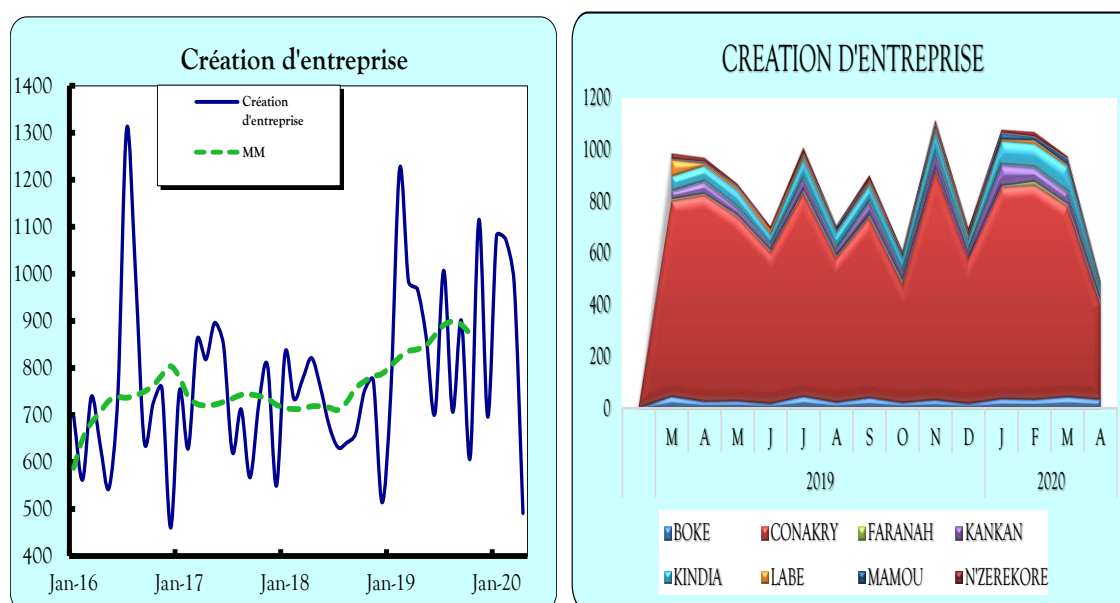 Création d'entreprise
1400
1300
1200
1100
1000
900
800
700
600
500
400
Création
d'entreprise
MM
Jan-16 Jan-17 Jan-18 Jan-19 Jan-20
CREATION D'ENTREPRISE
1200
1000
800
600
400
200
0
M A M J J A S O N D J F M A
2019 2020
BOKE CONAKRY FARANAH KANKAN
KINDIA LABE MAMOU N'ZEREKORE